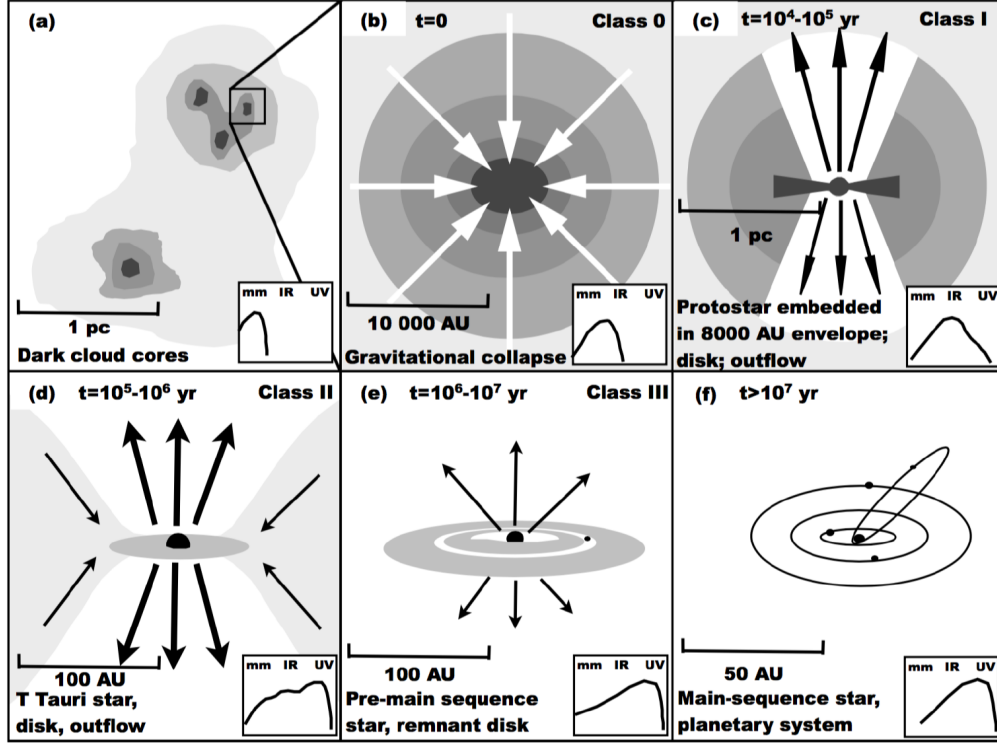 (a)
mm IR UV
1 pc
Dark cloud cores
(b) t=0 Class 0
mm IR UV
10 000 AU
Gravitational collapse
(c) t=10⁴-10⁵ yr Class I
1 pc
mm IR UV
Protostar embedded
in 8000 AU envelope;
disk; outflow
(d) t=10⁵-10⁶ yr Class II
mm IR UV
100 AU
T Tauri star,
disk, outflow
(e) t=10⁶-10⁷ yr Class III
mm IR UV
100 AU
Pre-main sequence
star, remnant disk
(f) t>10⁷ yr
50 AU
mm IR UV
Main-sequence star,
planetary system